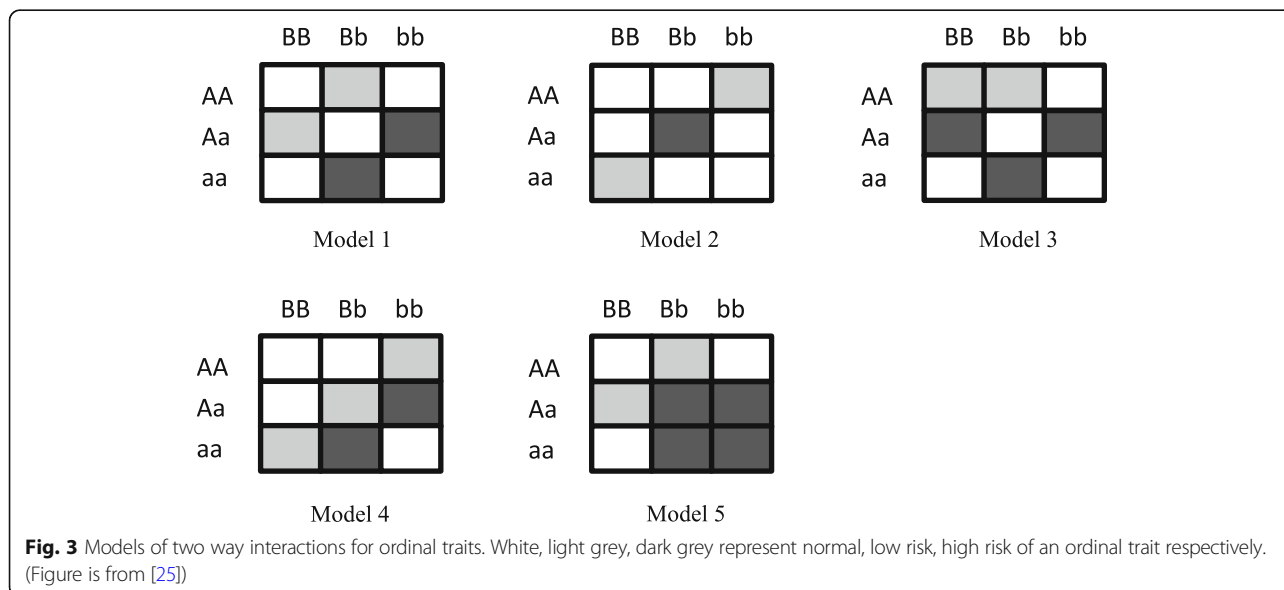 BB Bb bb BB Bb bb BB Bb bb
AA AA AA
Aa Aa Aa
aa aa aa
Model 1 Model 2 Model 3
BB Bb bb BB Bb bb
AA AA
Aa Aa
aa aa
Model 4 Model 5
Fig. 3 Models of two way interactions for ordinal traits. White, light grey, dark grey represent normal, low risk, high risk of an ordinal trait respectively.
(Figure is from [25])